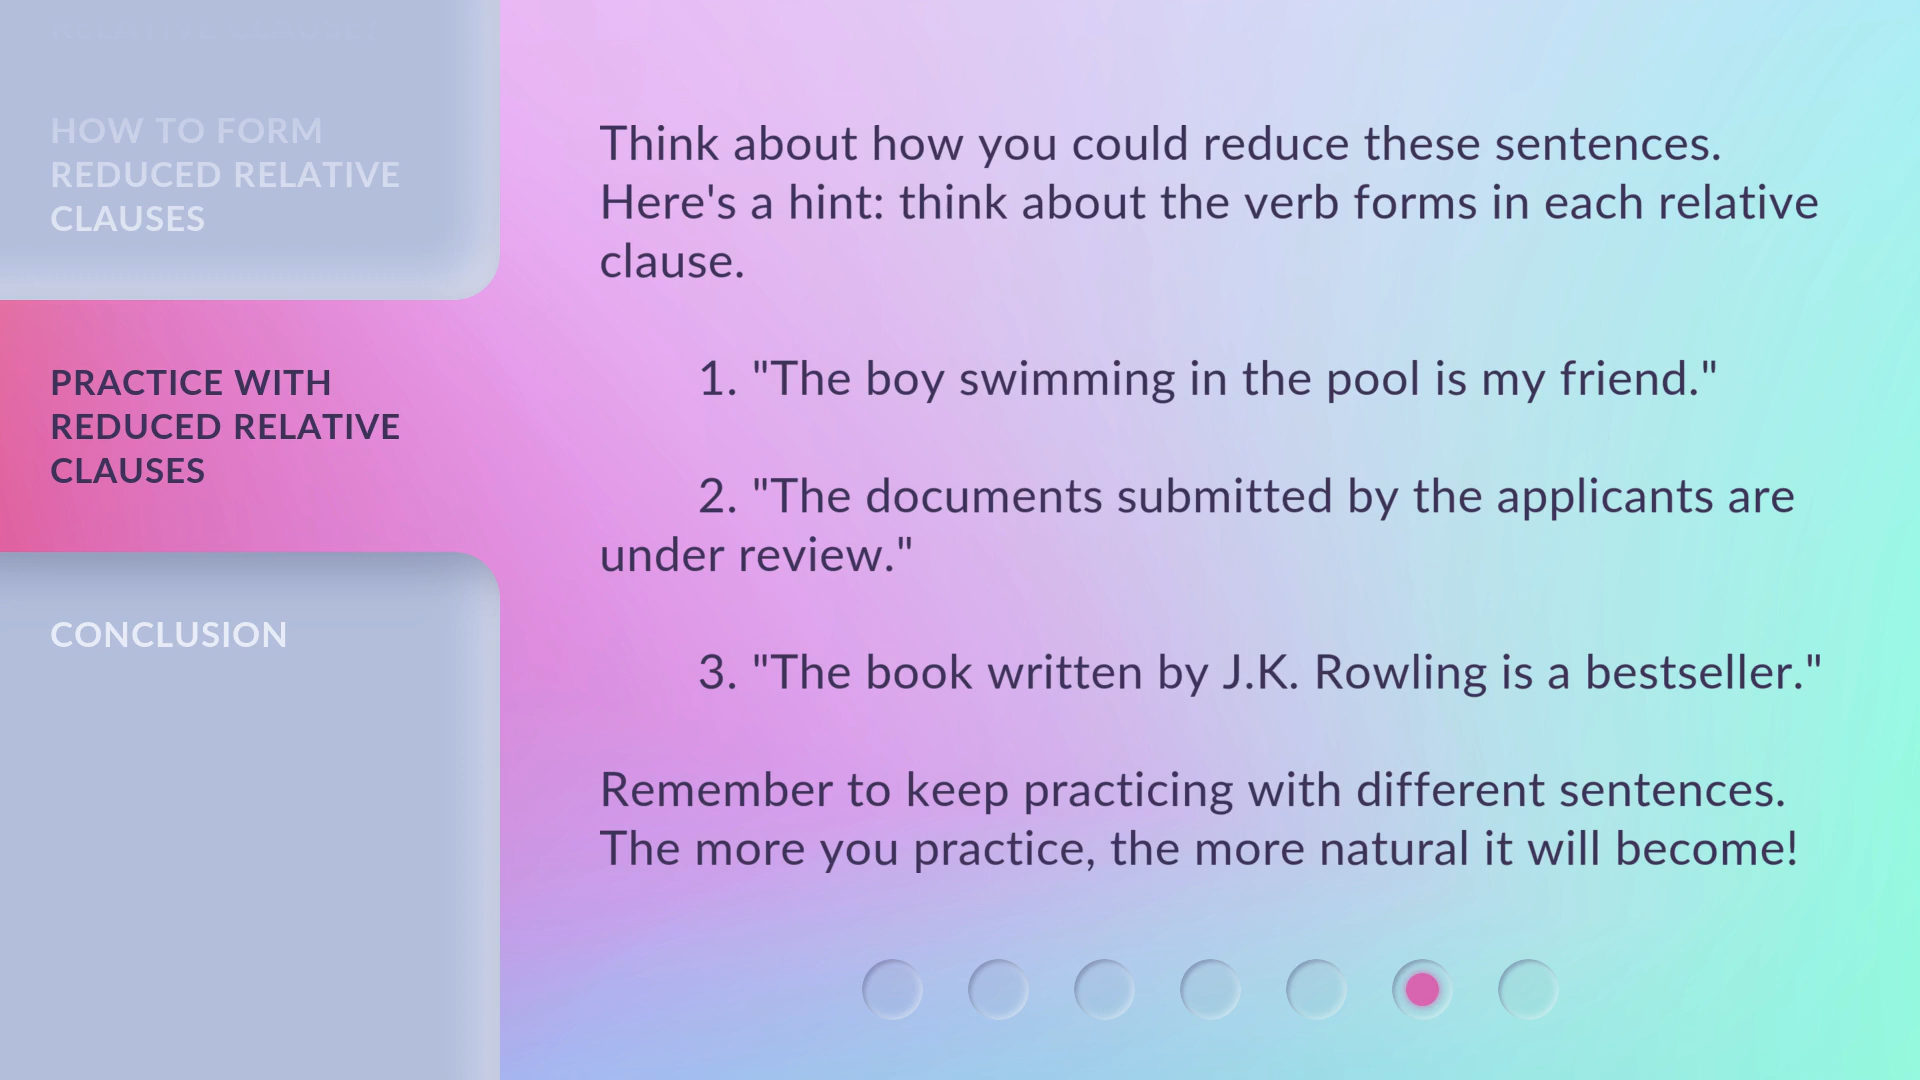 HOW TO FORM
REDUCED RELATIVE
CLAUSES
PRACTICE WITH
REDUCED RELATIVE
CLAUSES
CONCLUSION
Think about how you could reduce these sentences.
Here's a hint: think about the verb forms in each relative
clause.
1. "The boy swimming in the pool is my friend."
2. "The documents submitted by the applicants are
under review."
3. "The book written by J.K. Rowling is a bestseller."
Remember to keep practicing with different sentences.
The more you practice, the more natural it will become!